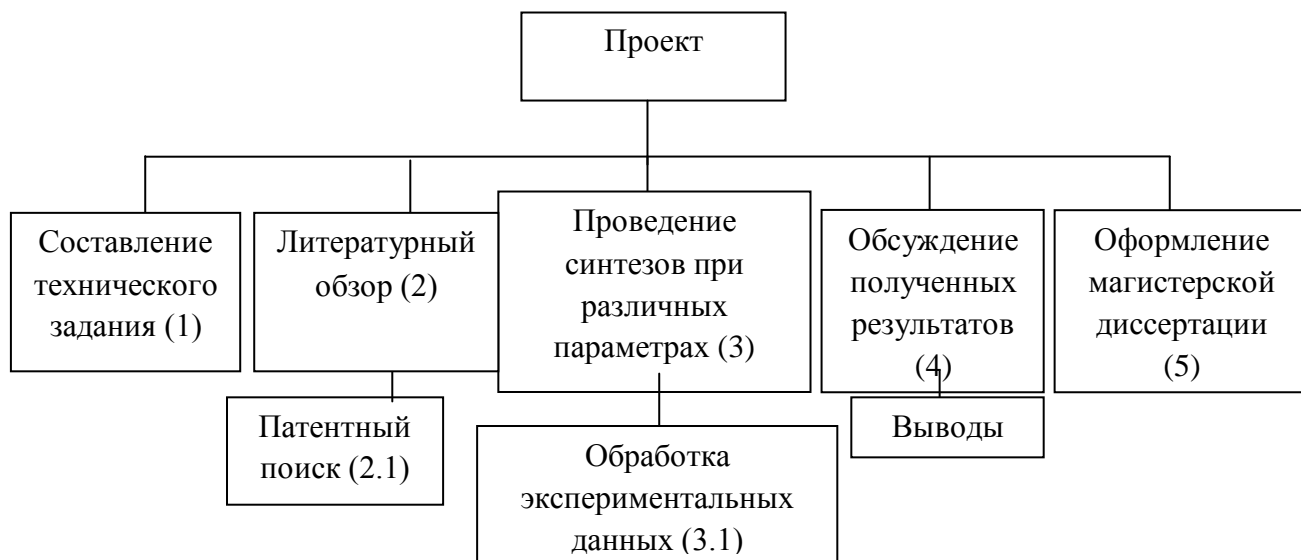 Проект
Составление
технического
задания (1)
Литературный
обзор (2)
Проведение
синтезов при
различных
параметрах (3)
Обсуждение
полученных
результатов
(4)
Оформление
магистерской
диссертации
(5)
Патентный
поиск (2.1)
Обработка
экспериментальных
данных (3.1)
Выводы